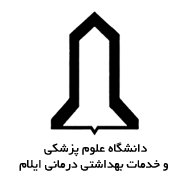 دانشگاه علوم پزشکی
و خدمات بهداشتی درمانی ایلام